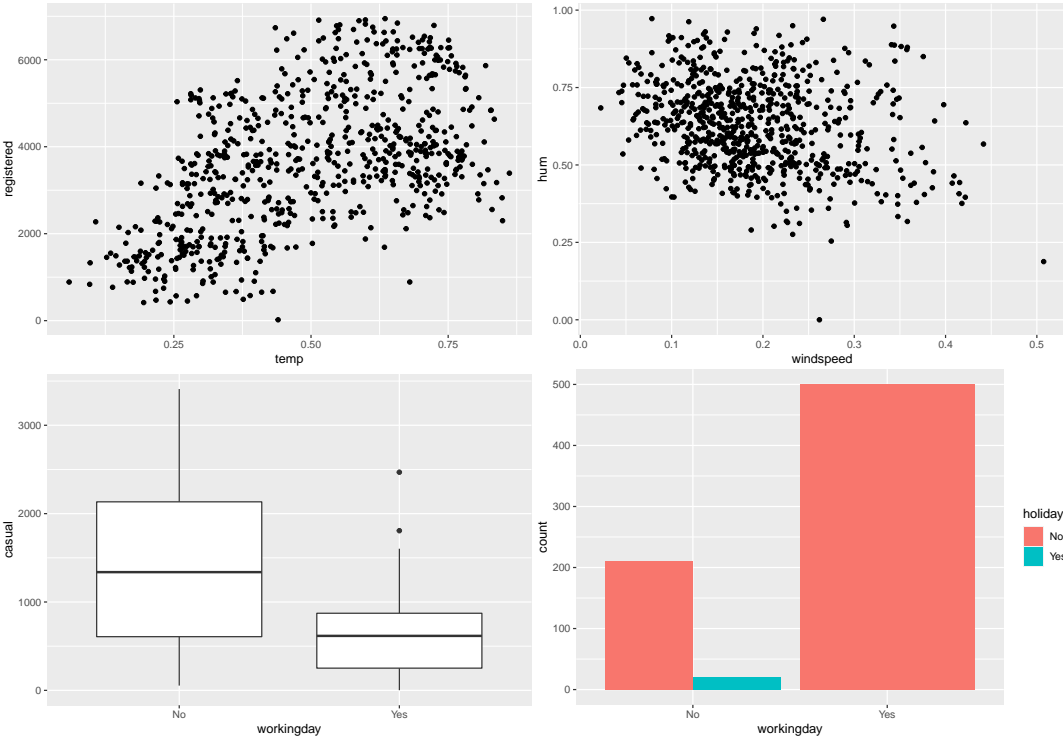 6000
4000
2000
0
registered
0.25
0.50
0.75
temp
1.00
0.75
0.50
0.25
0.00
hum
0.0
0.1
0.2
0.3
0.4
0.5
windspeed
3000
2000
1000
0
casual
No
Yes
workingday
500
400
300
200
100
0
count
No
Yes
workingday
holiday
No
Yes